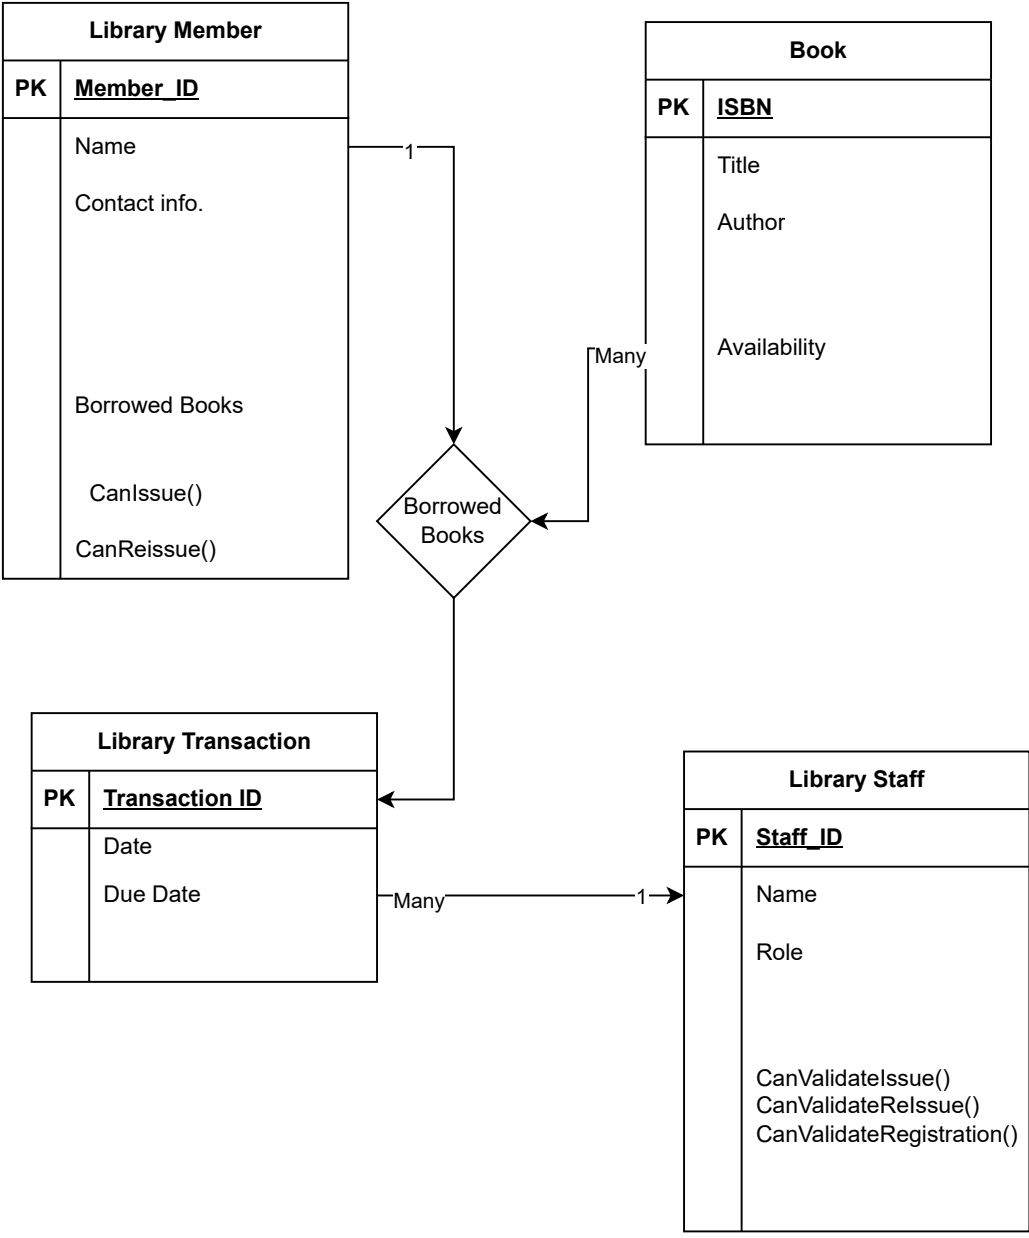 Library Member
PK Member_ID
Name
Contact info.
Borrowed Books
CanIssue()
CanReissue()
1
Book
PK ISBN
Title
Author
Availability
Many
Borrowed
Books
Library Transaction
PK Transaction ID
Date
Due Date
Many
1
Library Staff
PK Staff_ID
Name
Role
CanValidateIssue()
CanValidateReIssue()
CanValidateRegistration()